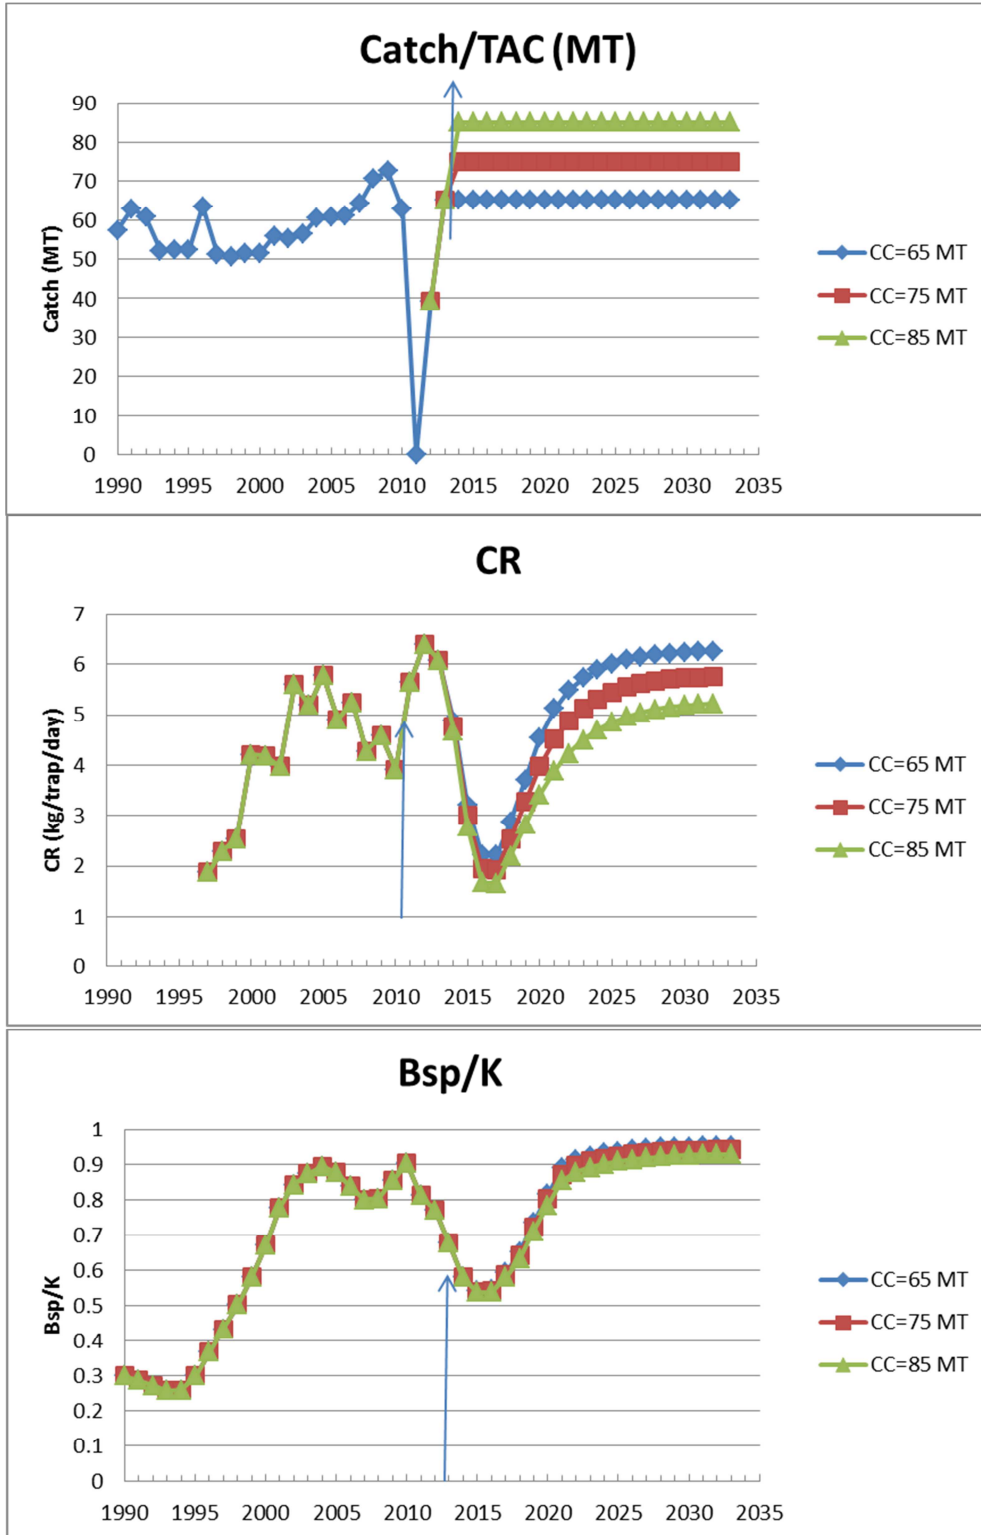 Catch/TAC (MT)
90
80
70
60
50
40
30
20
10
0
Catch (MT)
1990 1995 2000 2005 2010 2015 2020 2025 2030 2035
CC=65 MT
CC=75 MT
CC=85 MT
CR
7
6
5
4
3
2
1
0
CR (kg/trap/day)
1990 1995 2000 2005 2010 2015 2020 2025 2030 2035
CC=65 MT
CC=75 MT
CC=85 MT
Bsp/K
1
0.9
0.8
0.7
0.6
0.5
0.4
0.3
0.2
0.1
0
Bsp/K
1990 1995 2000 2005 2010 2015 2020 2025 2030 2035
CC=65 MT
CC=75 MT
CC=85 MT